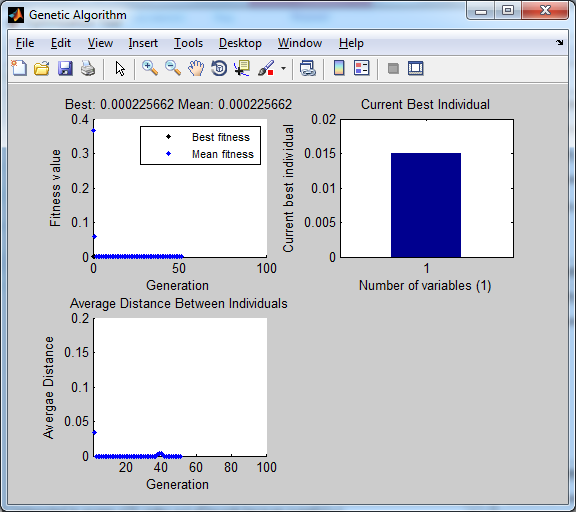 Genetic Algorithm
File Edit View Insert Tools Desktop Window Help
Best: 0.000225662 Mean: 0.000225662
0.4
0.3
0.2
0.1
0
Fitness value
Best fitness
Mean fitness
0 50 100
Generation
Current Best Individual
0.02
0.015
0.01
0.005
0
Current best individual
1
Number of variables (1)
Average Distance Between Individuals
0.2
0.15
0.1
0.05
0
Avergae Distance
20 40 60 80 100
Generation